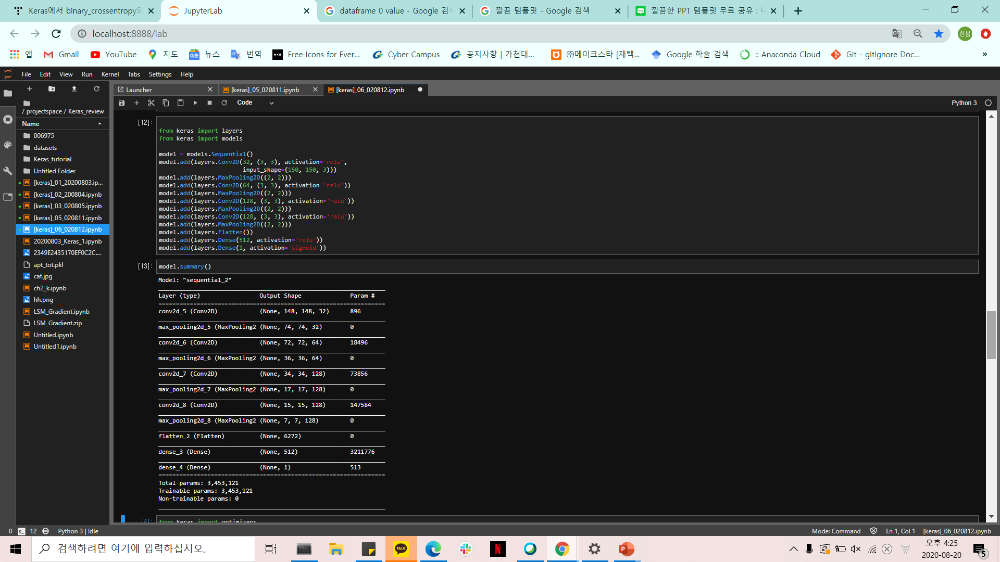 Keras에서 binary_crossentropy와
JupyterLab
dataframe 0 value - Google 검색
깔끔 템플릿 - Google 검색
깔끔한 PPT 템플릿 무료 공유 :
localhost:8888/lab
한봄
앱
Gmail
YouTube
지도
뉴스
번역
Free Icons for Ever...
Cyber Campus
공지사항 | 가천대...
㈜메이크스타 [재택...
Google 학술 검색
:: Anaconda Cloud
Git - gitignore Doc...
»
File Edit View Run Kernel Tabs Settings Help
Launcher
[keras]_05_020811.ipynb
[keras]_06_020812.ipynb
Code
Python 3
/ projectspace / Keras_review
Name
006975
datasets
Keras_tutorial
Untitled Folder
[keras]_01_20200803.ip...
[keras]_02_200804.ipynb
[keras]_03_020805.ipynb
[keras]_05_020811.ipynb
[keras]_06_020812.ipynb
20200803_Keras_1.ipynb
2349E2435170EF0C2C....
apt_tot.pkl
cat.jpg
ch2_k.ipynb
hh.png
LSM_Gradient.ipynb
LSM_Gradient.zip
Untitled.ipynb
Untitled1.ipynb
[12]:
from keras import layers
from keras import models
model = models.Sequential()
model.add(layers.Conv2D(32, (3, 3), activation='relu',
input_shape=(150, 150, 3)))
model.add(layers.MaxPooling2D((2, 2)))
model.add(layers.Conv2D(64, (3, 3), activation='relu'))
model.add(layers.MaxPooling2D((2, 2)))
model.add(layers.Conv2D(128, (3, 3), activation='relu'))
model.add(layers.MaxPooling2D((2, 2)))
model.add(layers.Conv2D(128, (3, 3), activation='relu'))
model.add(layers.MaxPooling2D((2, 2)))
model.add(layers.Flatten())
model.add(layers.Dense(512, activation='relu'))
model.add(layers.Dense(1, activation='sigmoid'))
[13]: model.summary()
Model: "sequential_2"
Layer (type) Output Shape Param #
conv2d_5 (Conv2D) (None, 148, 148, 32) 896
max_pooling2d_5 (MaxPooling2 (None, 74, 74, 32) 0
conv2d_6 (Conv2D) (None, 72, 72, 64) 18496
max_pooling2d_6 (MaxPooling2 (None, 36, 36, 64) 0
conv2d_7 (Conv2D) (None, 34, 34, 128) 73856
max_pooling2d_7 (MaxPooling2 (None, 17, 17, 128) 0
conv2d_8 (Conv2D) (None, 15, 15, 128) 147584
max_pooling2d_8 (MaxPooling2 (None, 7, 7, 128) 0
flatten_2 (Flatten) (None, 6272) 0
dense_3 (Dense) (None, 512) 3211776
dense_4 (Dense) (None, 1) 513
Total params: 3,453,121
Trainable params: 3,453,121
Non-trainable params: 0
[4]: from keras import optimizers
0 12 Python 3 | Idle
Mode: Command Ln 1, Col 1 [keras]_06_020812.ipynb
검색하려면 여기에 입력하십시오.
TALK
오후 4:25
2020-08-20
5